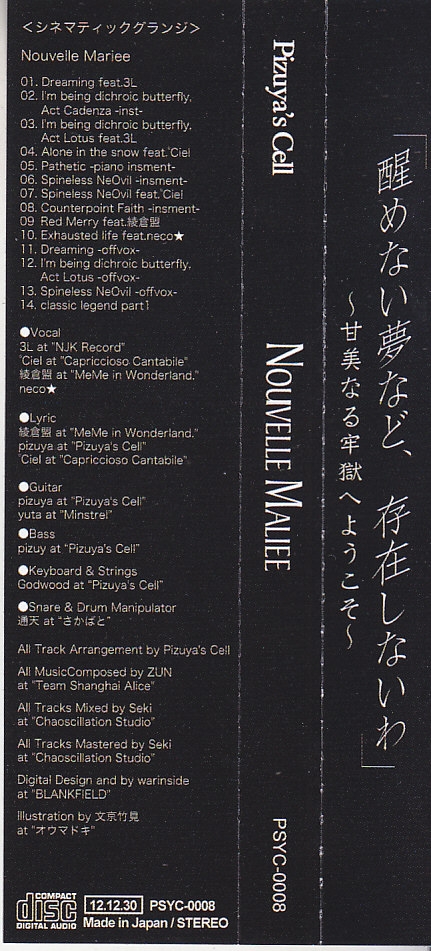 ＜シネマティックグランジ＞
Nouvelle Mariee
01. Dreaming feat.3L
02. I'm being dichroic butterfly.
Act Cadenza -inst-
03. I'm being dichroic butterfly.
Act Lotus feat.3L
04. Alone in the snow feat.℃iel
05. Pathetic -piano insment-
06. Spineless NeOvil -insment-
07. Spineless NeOvil feat.℃iel
08. Counterpoint Faith -insment-
09 Red Merry feat.綾倉盟
10. Exhausted life feat.neco★
11. Dreaming -offvox-
12. I'm being dichroic butterfly.
Act Lotus -offvox-
13. Spineless NeOvil -offvox-
14. classic legend part1
●Vocal
3L at "NJK Record"
℃iel at "Capriccioso Cantabile"
綾倉盟 at "MeMe in Wonderland."
neco★
●Lyric
綾倉盟 at "MeMe in Wonderland."
pizuya at "Pizuya's Cell"
℃iel at "Capriccioso Cantabile"
●Guitar
pizuya at "Pizuya's Cell"
yuta at "Minstrel"
●Bass
pizuy at "Pizuya's Cell"
●Keyboard & Strings
Godwood at "Pizuya's Cell"
●Snare & Drum Manipulator
通天 at "さかばと"
All Track Arrangement by Pizuya's Cell
All MusicComposed by ZUN
at "Team Shanghai Alice"
All Tracks Mixed by Seki
at "Chaoscillation Studio"
All Tracks Mastered by Seki
at "Chaoscillation Studio"
Digital Design and by warinside
at "BLANKFIELD"
Illustration by 文京竹見
at "オウマドキ"
COMPACT
disc
DIGITAL AUDIO
12.12.30 PSYC-0008
Made in Japan / STEREO
Pizuya's Cell
NOUVELLE MALIEE
PSYC-0008
「醒めない夢など、存在しないわ」
～甘美なる牢獄へようこそ～